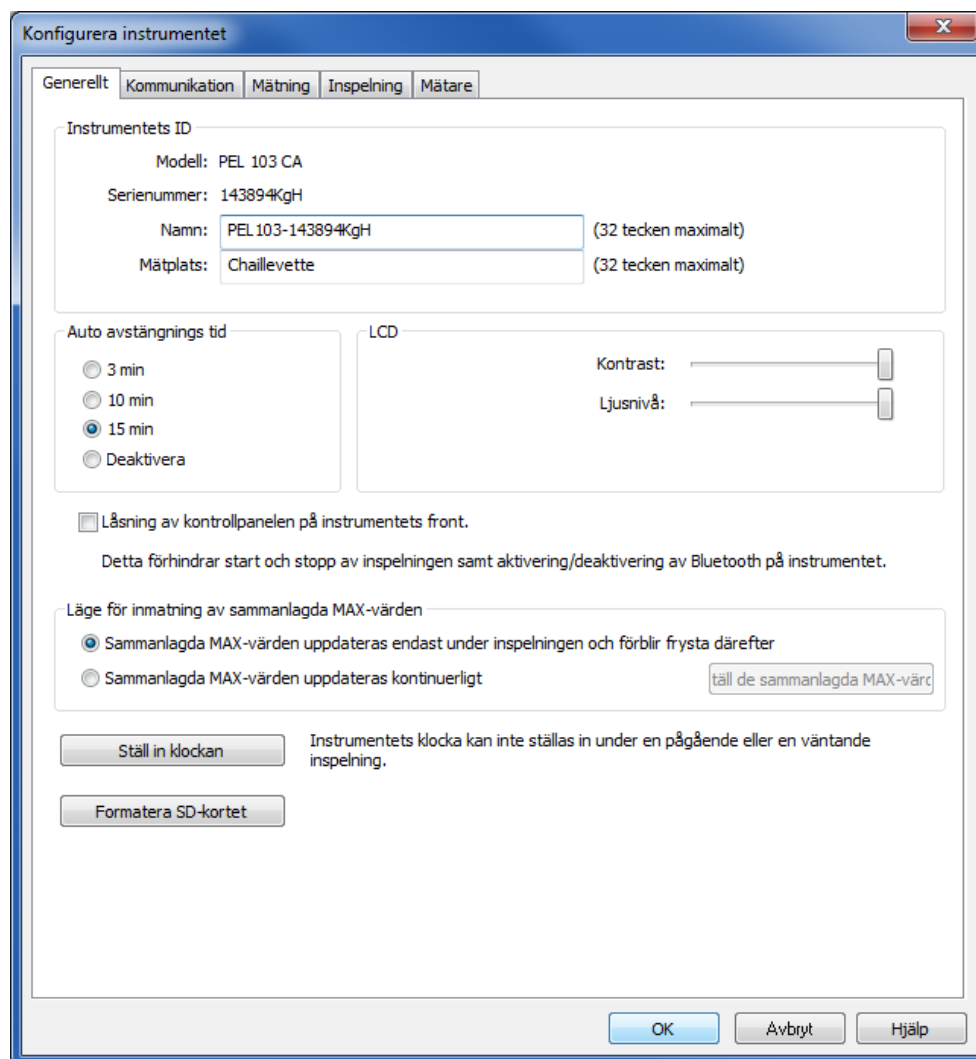 Konfigurera instrumentet
Generellt Kommunikation Mätning Inspelning Mätare
Instrumentets ID
Modell: PEL 103 CA
Serienummer: 143894KgH
Namn: PEL103-143894KgH (32 tecken maximalt)
Mätplats: Chaillevette (32 tecken maximalt)
Auto avstängnings tid
3 min
10 min
15 min
Deaktivera
LCD
Kontrast:
Ljusnivå:
Låsning av kontrollpanelen på instrumentets front.
Detta förhindrar start och stopp av inspelningen samt aktivering/deaktivering av Bluetooth på instrumentet.
Läge för inmatning av sammanlagda MAX-värden
Sammanlagda MAX-värden uppdateras endast under inspelningen och förblir frysta därefter
Sammanlagda MAX-värden uppdateras kontinuerligt täll de sammanlagda MAX-värd
Ställ in klockan
Instrumentets klocka kan inte ställas in under en pågående eller en väntande
inspelning.
Formatera SD-kortet
OK Avbryt Hjälp